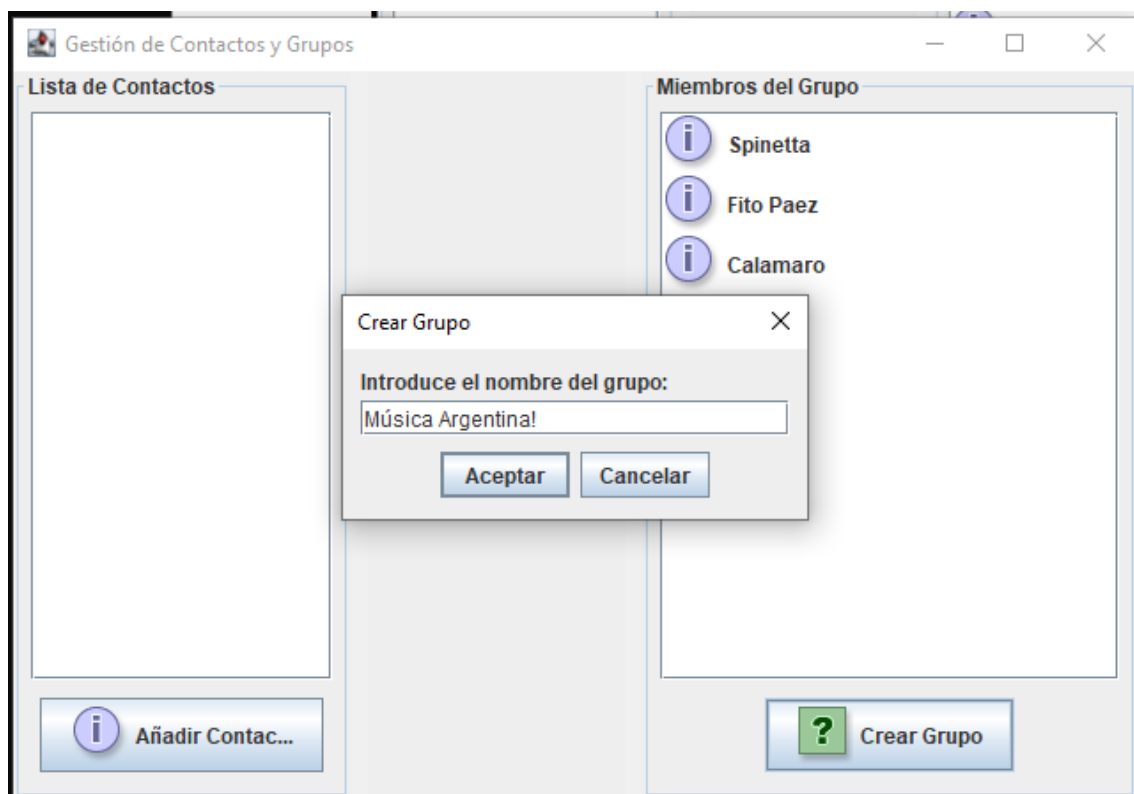 Gestión de Contactos y Grupos
Lista de Contactos
Miembros del Grupo
Spinetta
Fito Paez
Calamaro
Crear Grupo
Introduce el nombre del grupo:
Música Argentina!
Aceptar
Cancelar
Añadir Contac...
Crear Grupo